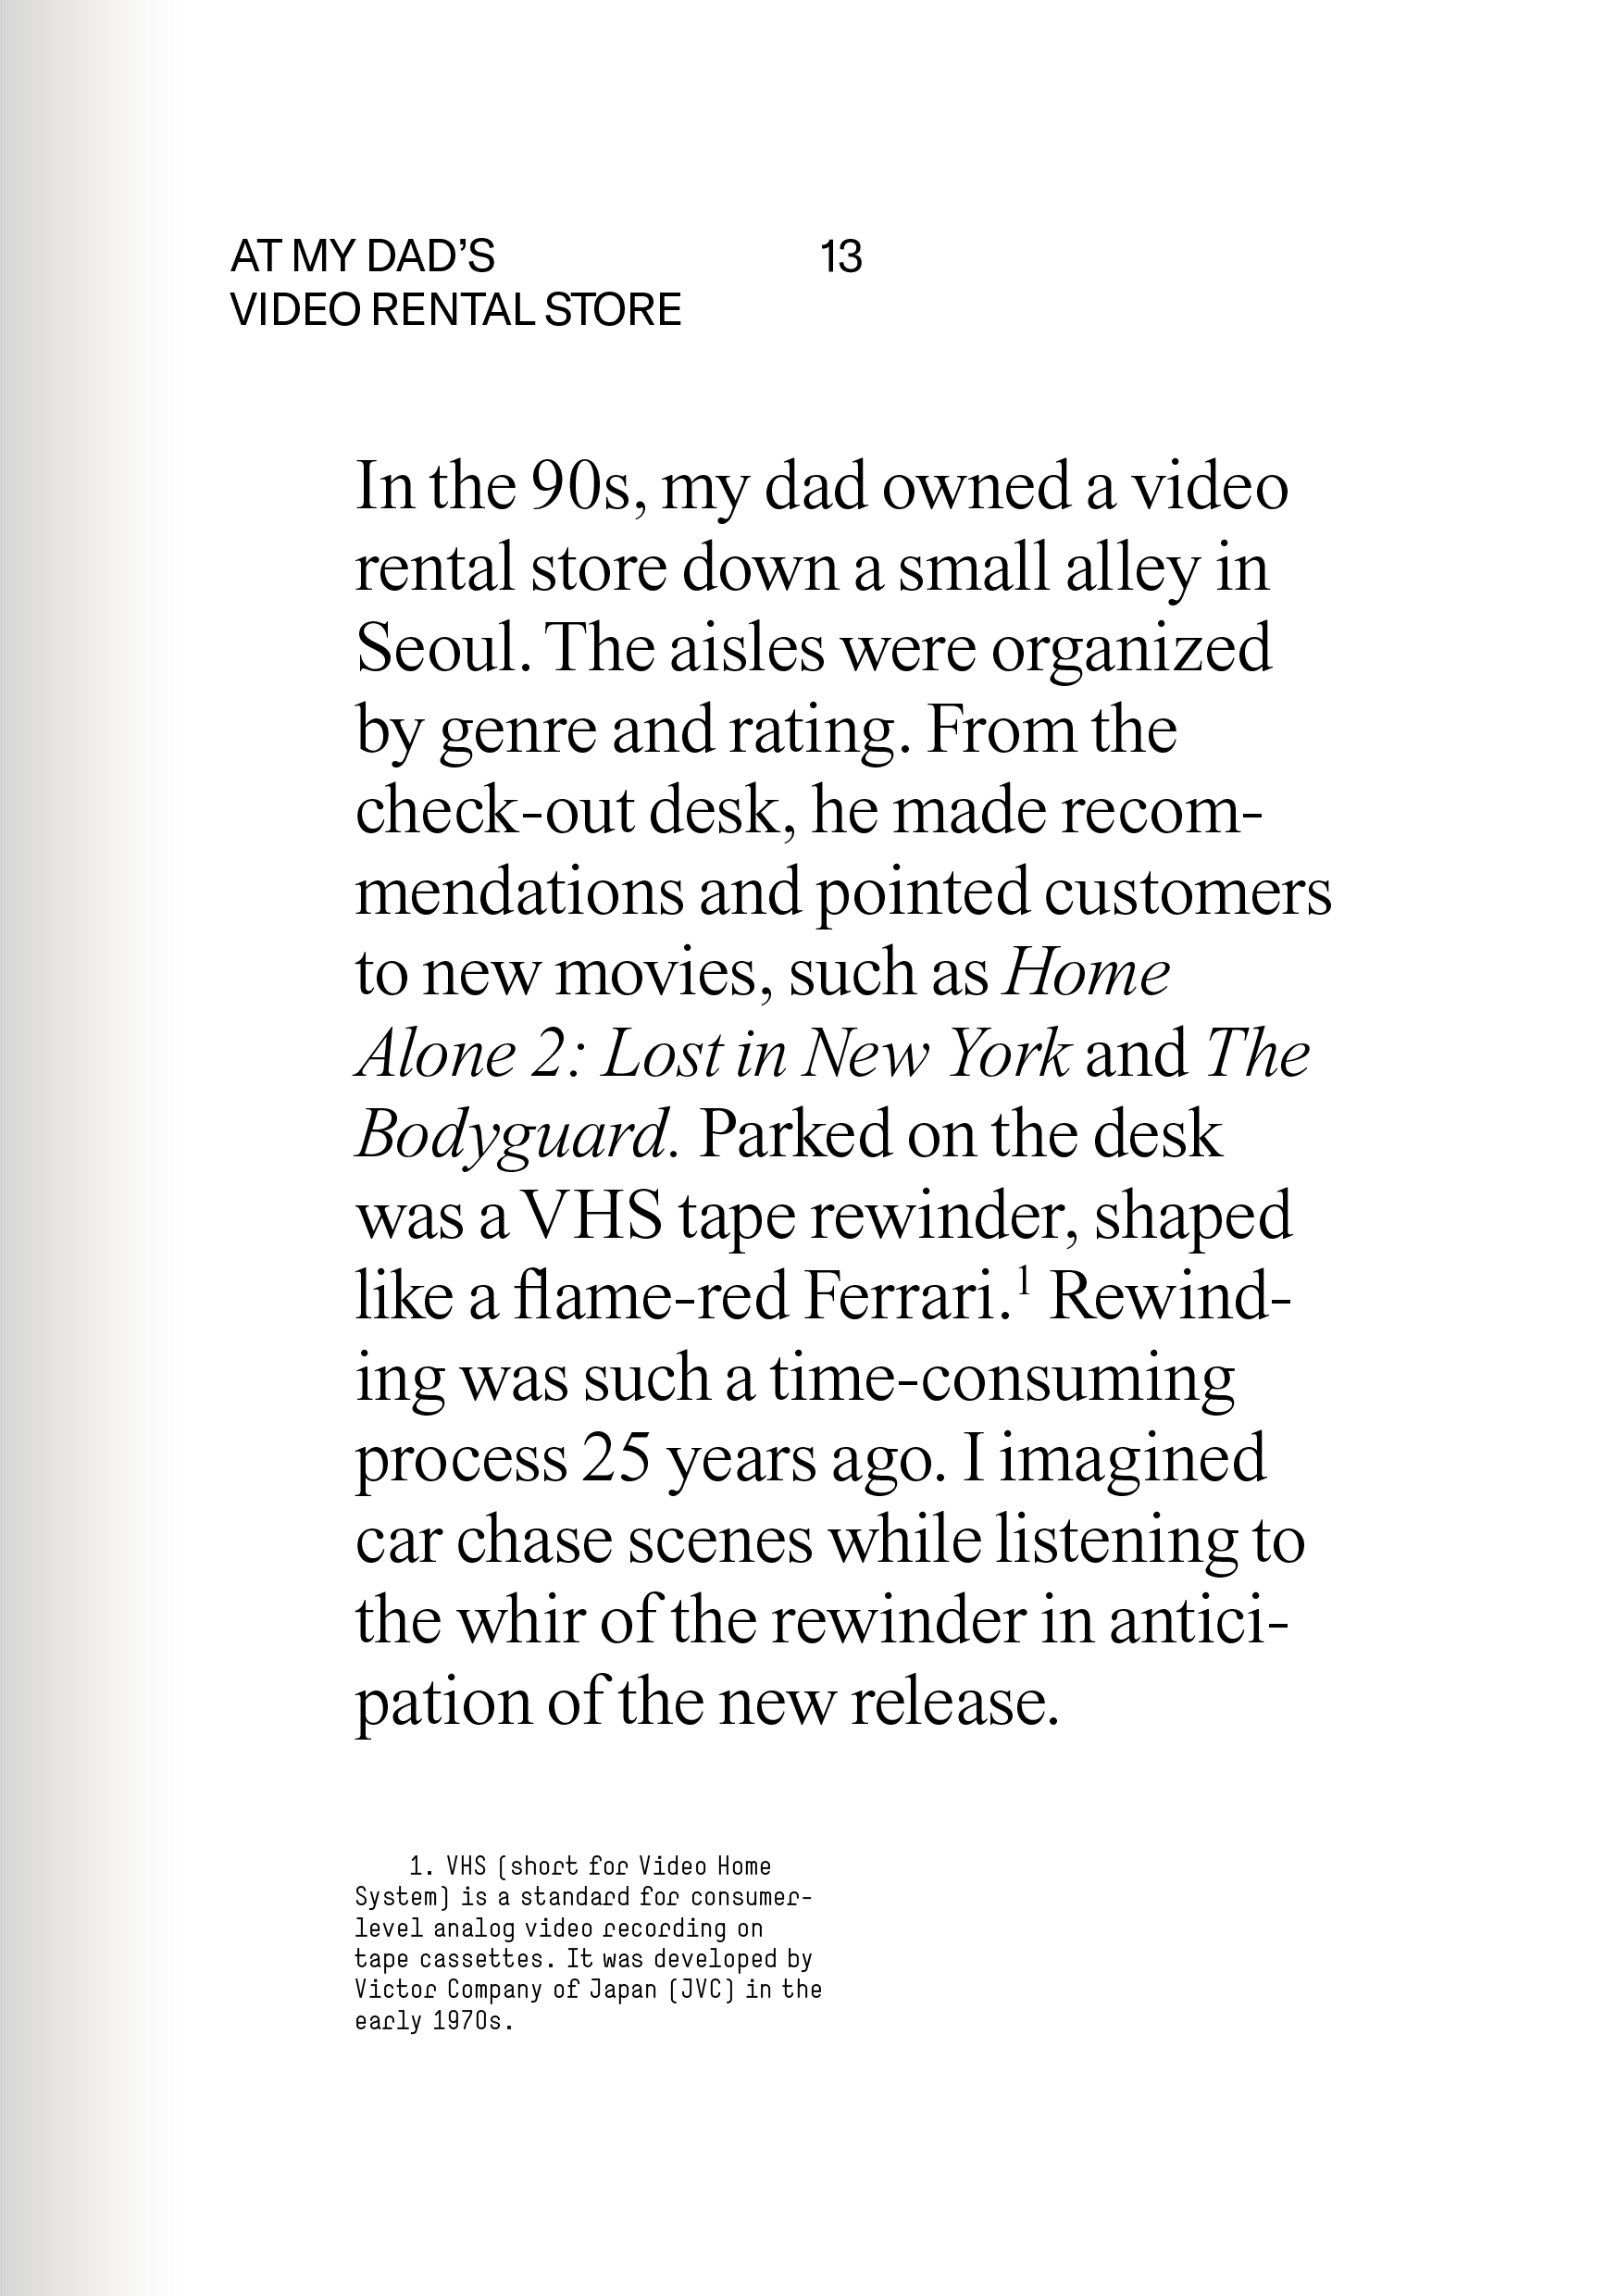 AT MY DAD’S
VIDEO RENTAL STORE
13
In the 90s, my dad owned a video
rental store down a small alley in
Seoul. The aisles were organized
by genre and rating. From the
check-out desk, he made recom-
mendations and pointed customers
to new movies, such as Home
Alone 2: Lost in New York and The
Bodyguard. Parked on the desk
was a VHS tape rewinder, shaped
like a flame-red Ferrari.¹ Rewind-
ing was such a time-consuming
process 25 years ago. I imagined
car chase scenes while listening to
the whir of the rewinder in antici-
pation of the new release.
1. VHS (short for Video Home
System) is a standard for consumer-
level analog video recording on
tape cassettes. It was developed by
Victor Company of Japan (JVC) in the
early 1970s.